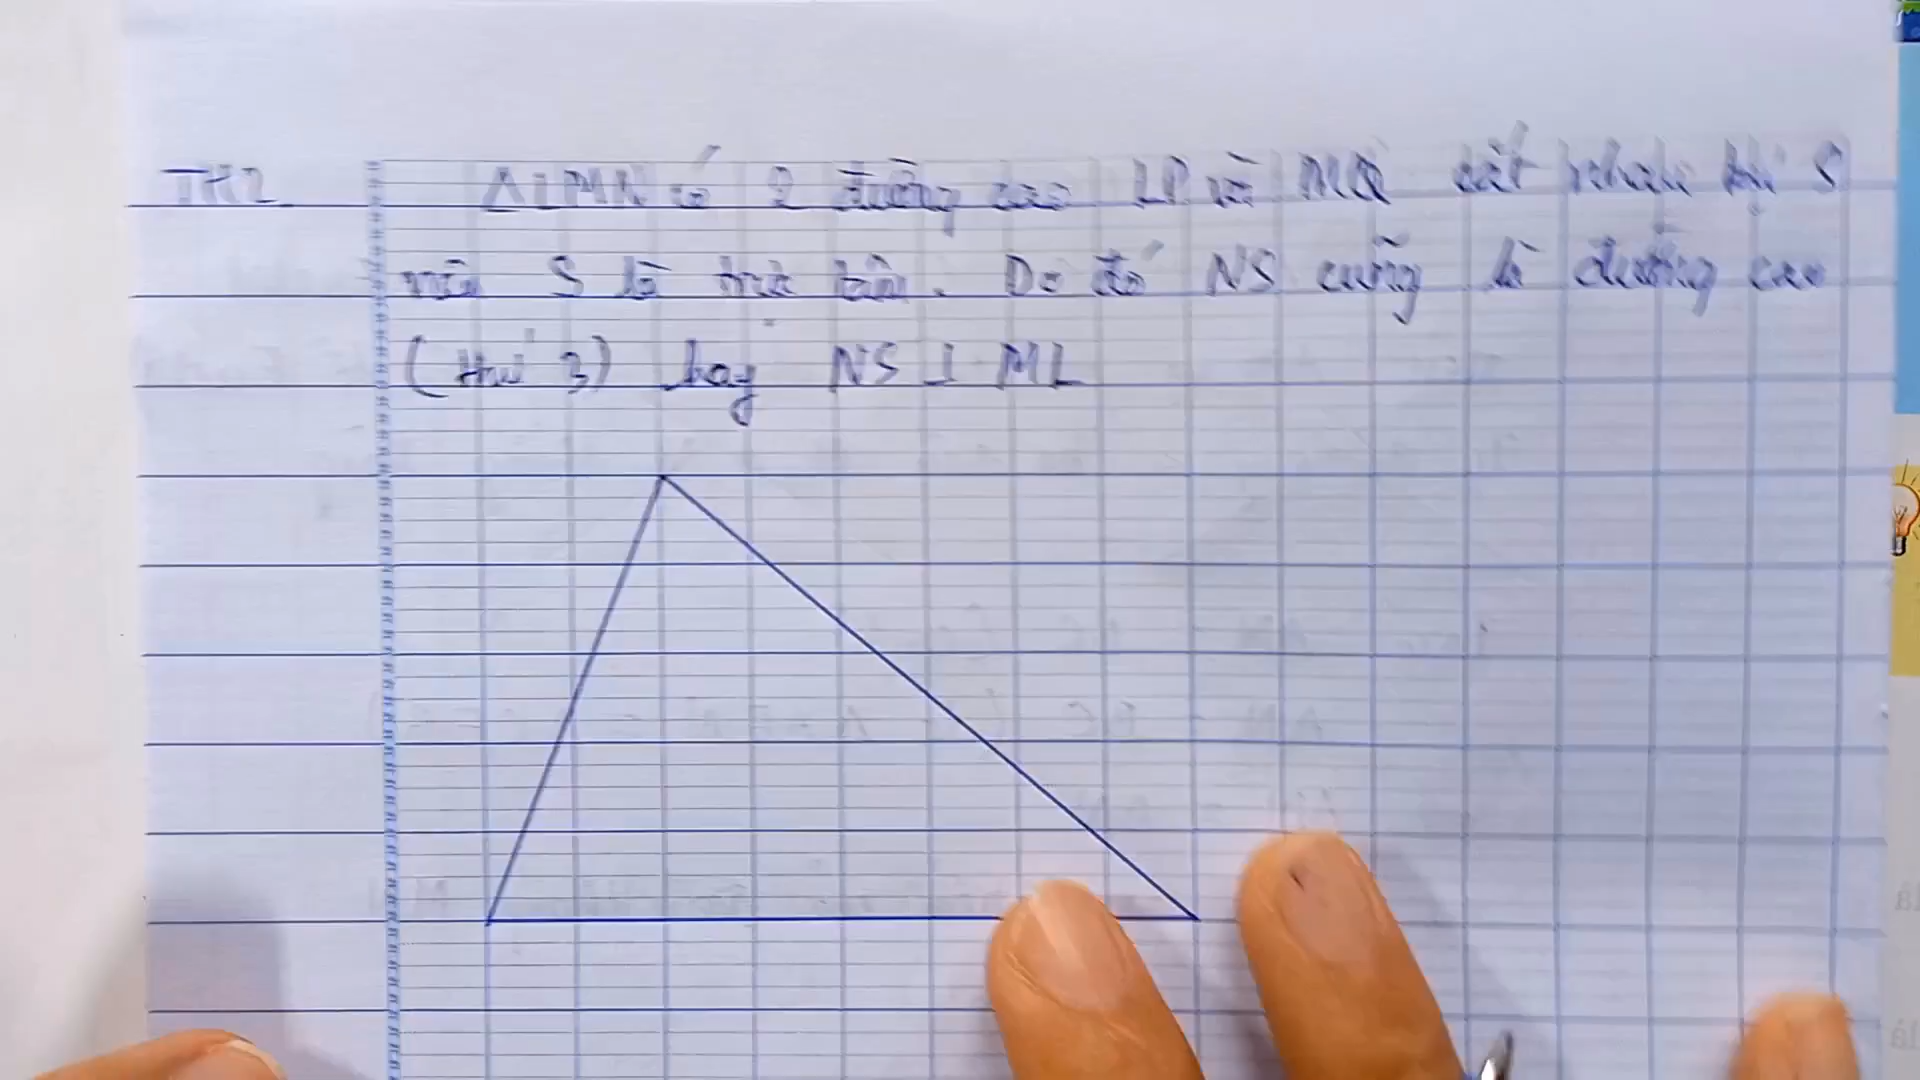 TH2 ΔLMN có 2 đường cao LP và MQ cắt nhau tại S
nên S là trực tâm. Do đó NS cũng là đường cao
(thứ 3) hay NS ⊥ ML